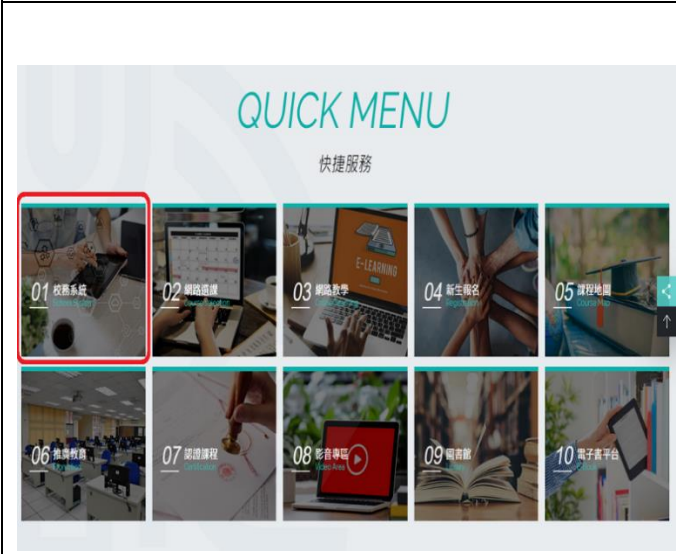 QUICK MENU
快捷服務
01 校務系統
02 網路選課
03 網路教學
E-LEARNING
04 新生報名
Registration
05 課程地圖
Course Map
06 推廣教育
07 認證課程
Certification
08 影音專區
Video Area
09 圖書館
Library
10 電子書平台
E-Book